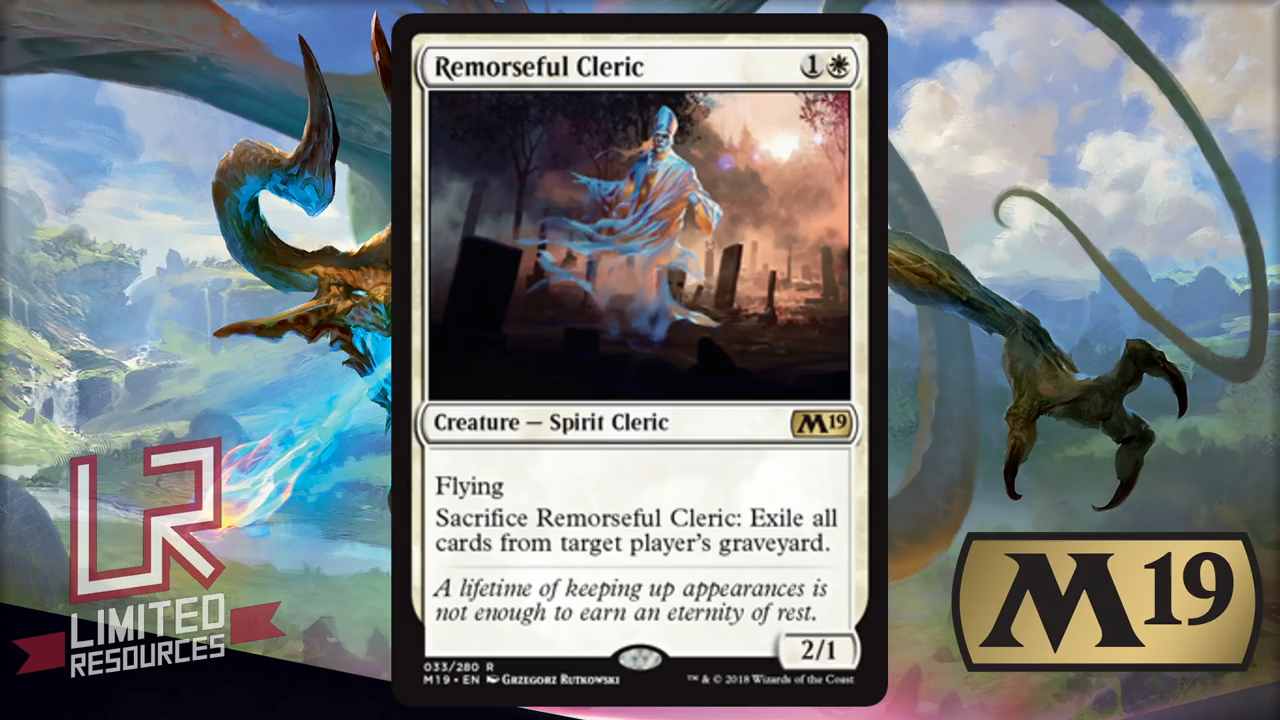 Remorseful Cleric 1
Creature — Spirit Cleric M19
Flying
Sacrifice Remorseful Cleric: Exile all
cards from target player's graveyard.
A lifetime of keeping up appearances is
not enough to earn an eternity of rest.
2/1
033/280 R
M19 • EN Grzegorz Rutkowski ™ & © 2018 Wizards of the Coast
LR
LIMITED
RESOURCES
M19